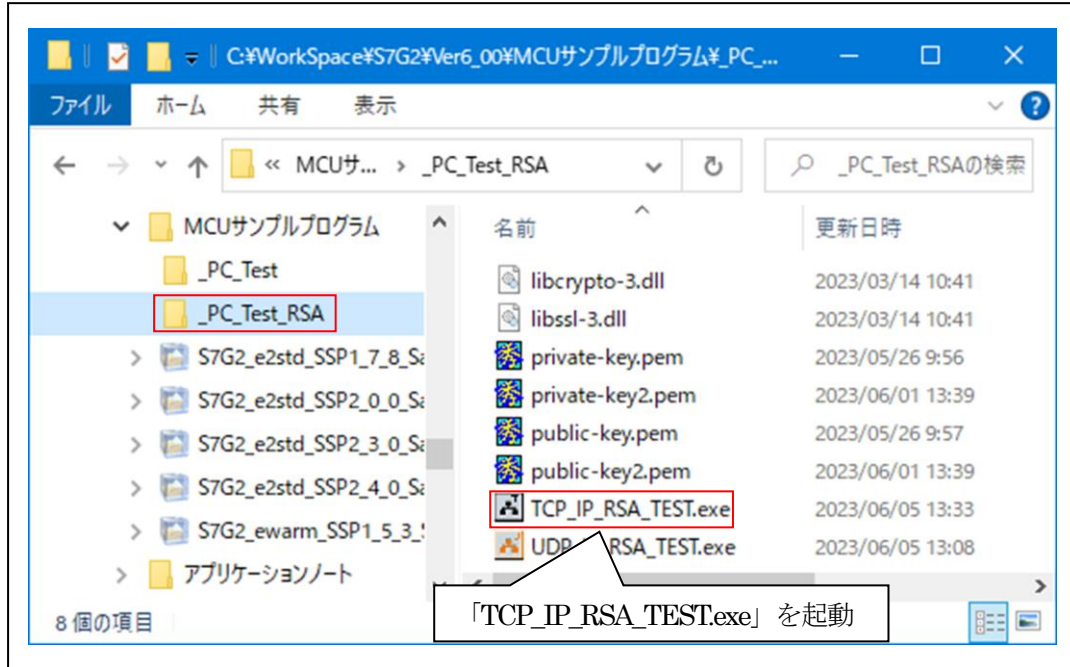 C:¥WorkSpace¥S7G2¥Ver6_00¥MCUサンプルプログラム¥_PC_...
ファイル ホーム 共有 表示
« MCUサ... › _PC_Test_RSA
_PC_Test_RSAの検索
MCUサンプルプログラム
_PC_Test
_PC_Test_RSA
S7G2_e2std_SSP1_7_8_Sa
S7G2_e2std_SSP2_0_0_Sa
S7G2_e2std_SSP2_3_0_Sa
S7G2_e2std_SSP2_4_0_Sa
S7G2_ewarm_SSP1_5_3_
アプリケーションノート
名前 更新日時
libcrypto-3.dll 2023/03/14 10:41
libssl-3.dll 2023/03/14 10:41
private-key.pem 2023/05/26 9:56
private-key2.pem 2023/06/01 13:39
public-key.pem 2023/05/26 9:57
public-key2.pem 2023/06/01 13:39
TCP_IP_RSA_TEST.exe 2023/06/05 13:33
UDP RSA_TEST.exe 2023/06/05 13:08
「TCP_IP_RSA_TEST.exe」を起動
8 個の項目